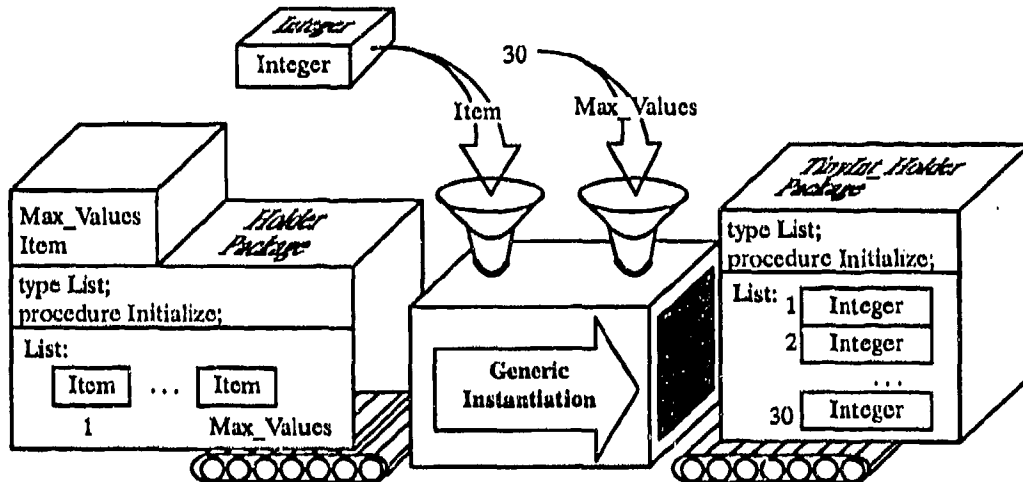 Integer
Integer
30
Item
Max_Values
Max_Values
Item
Holder
Package
type List;
procedure Initialize;
List:
Item ... Item
1 Max_Values
Generic
Instantiation
TinyInt_Holder
Package
type List;
procedure Initialize;
List:
1 Integer
2 Integer
...
30 Integer